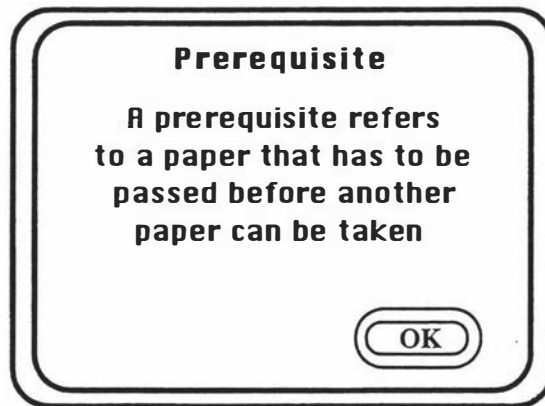 Prerequisite
A prerequisite refers
to a paper that has to be
passed before another
paper can be taken
OK